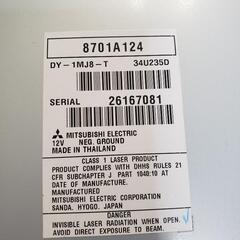 8701A124
DY-1MJ8-T 34U235D
SERIAL 26167081
MITSUBISHI ELECTRIC
12V NEG. GROUND
MADE IN THAILAND
CLASS 1 LASER PRODUCT
PRODUCT COMPLIES WITH DHHS RULES 21
CFR SUBCHAPTER J PART 1040:10 AT
DATE OF MANUFACTURE.
MANUFACTURED
MITSUBISHI ELECTRIC CORPORATION
SANDA, HYOGO, JAPAN
DANGER
INVISIBLE LASER RADIATION WHEN OPEN.
AVOID DIRECT EXPOSURE TO BEAM.